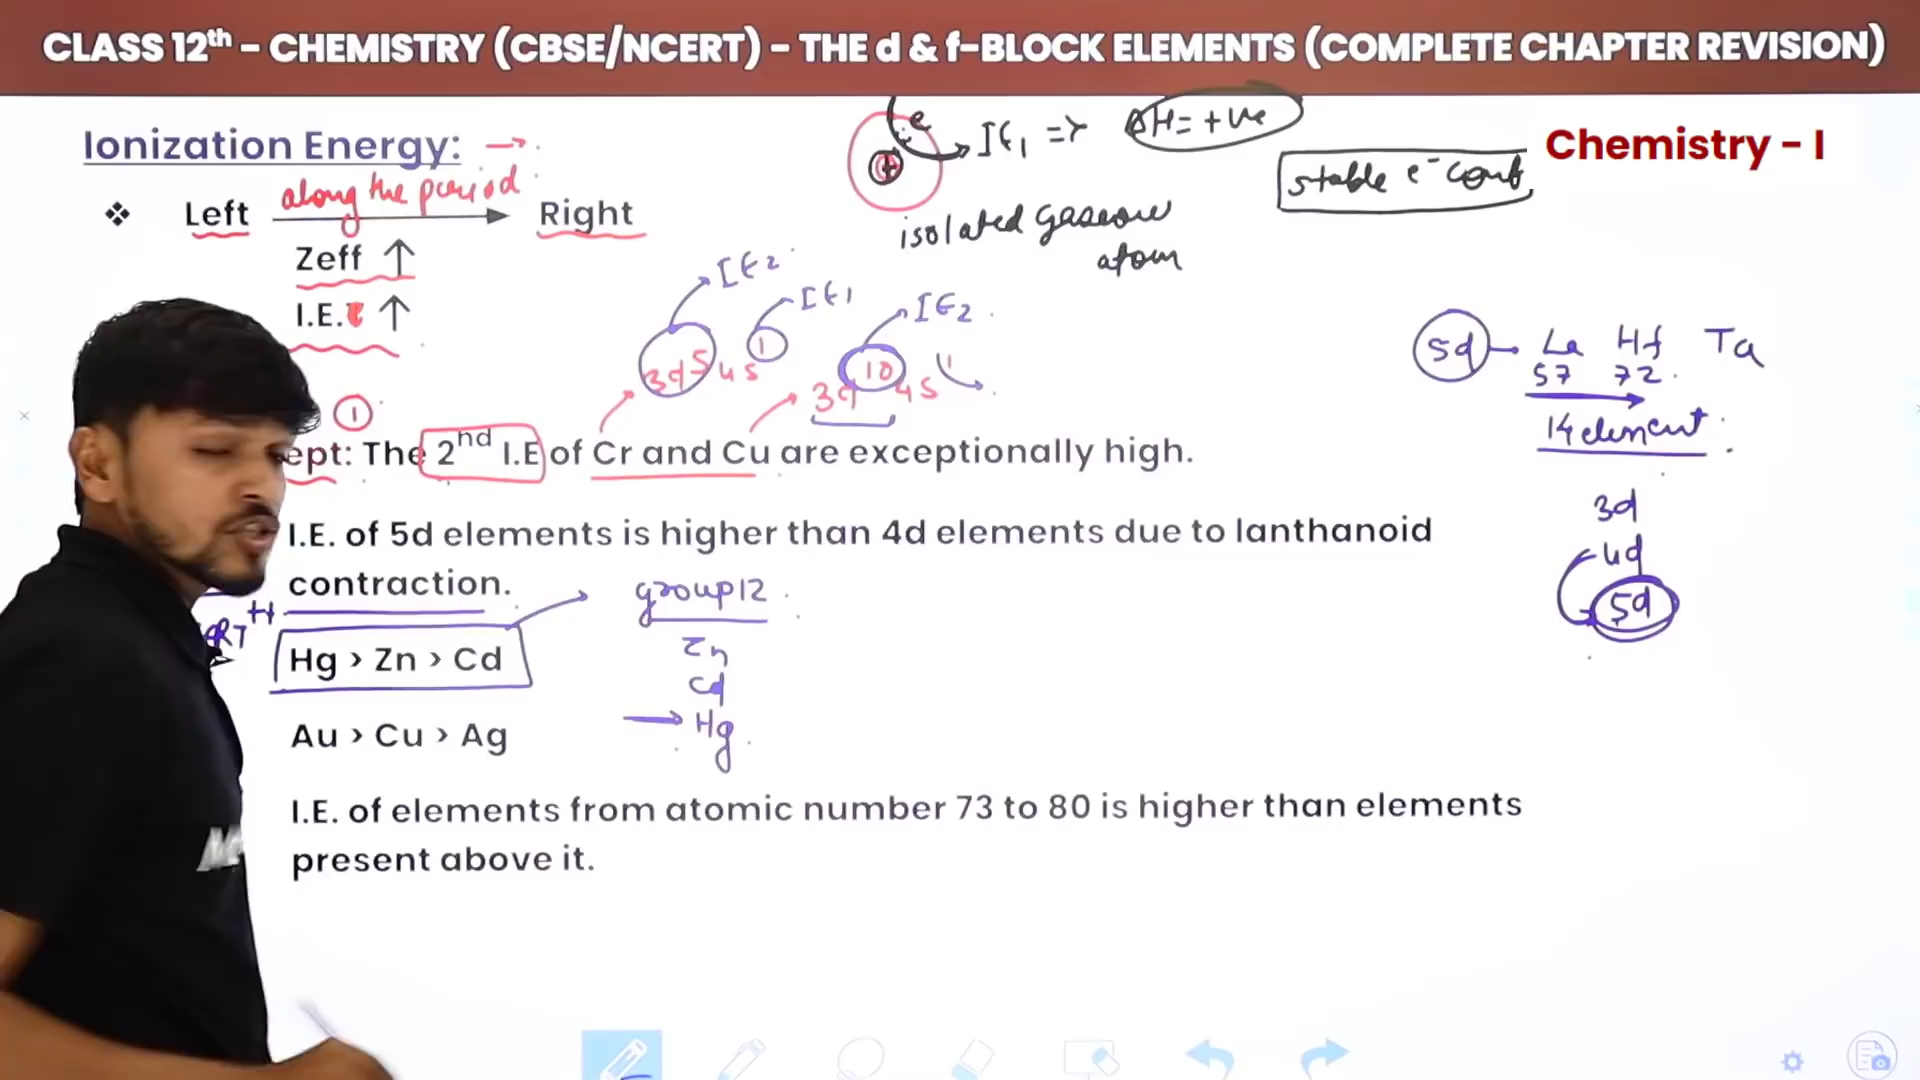 CLASS 12th - CHEMISTRY (CBSE/NCERT) - THE d & f-BLOCK ELEMENTS (COMPLETE CHAPTER REVISION)
Ionization Energy: →
e → IE1 => ΔH = +ve
Chemistry - I
stable e⁻ conf
+
❖ Left along the period Right
isolated gaseous
atom
Zeff ↑
I.E. ↑
IE2 IE1 IE2
3d5 4s1 3d10 4s1
5d → La Hf Ta
57 72
14 element
1
ept: The 2nd I.E of Cr and Cu are exceptionally high.
3d
4d
5d
I.E. of 5d elements is higher than 4d elements due to lanthanoid
contraction.
group12
Hg > Zn > Cd
Zn
Cd
Hg
Au > Cu > Ag
I.E. of elements from atomic number 73 to 80 is higher than elements
present above it.